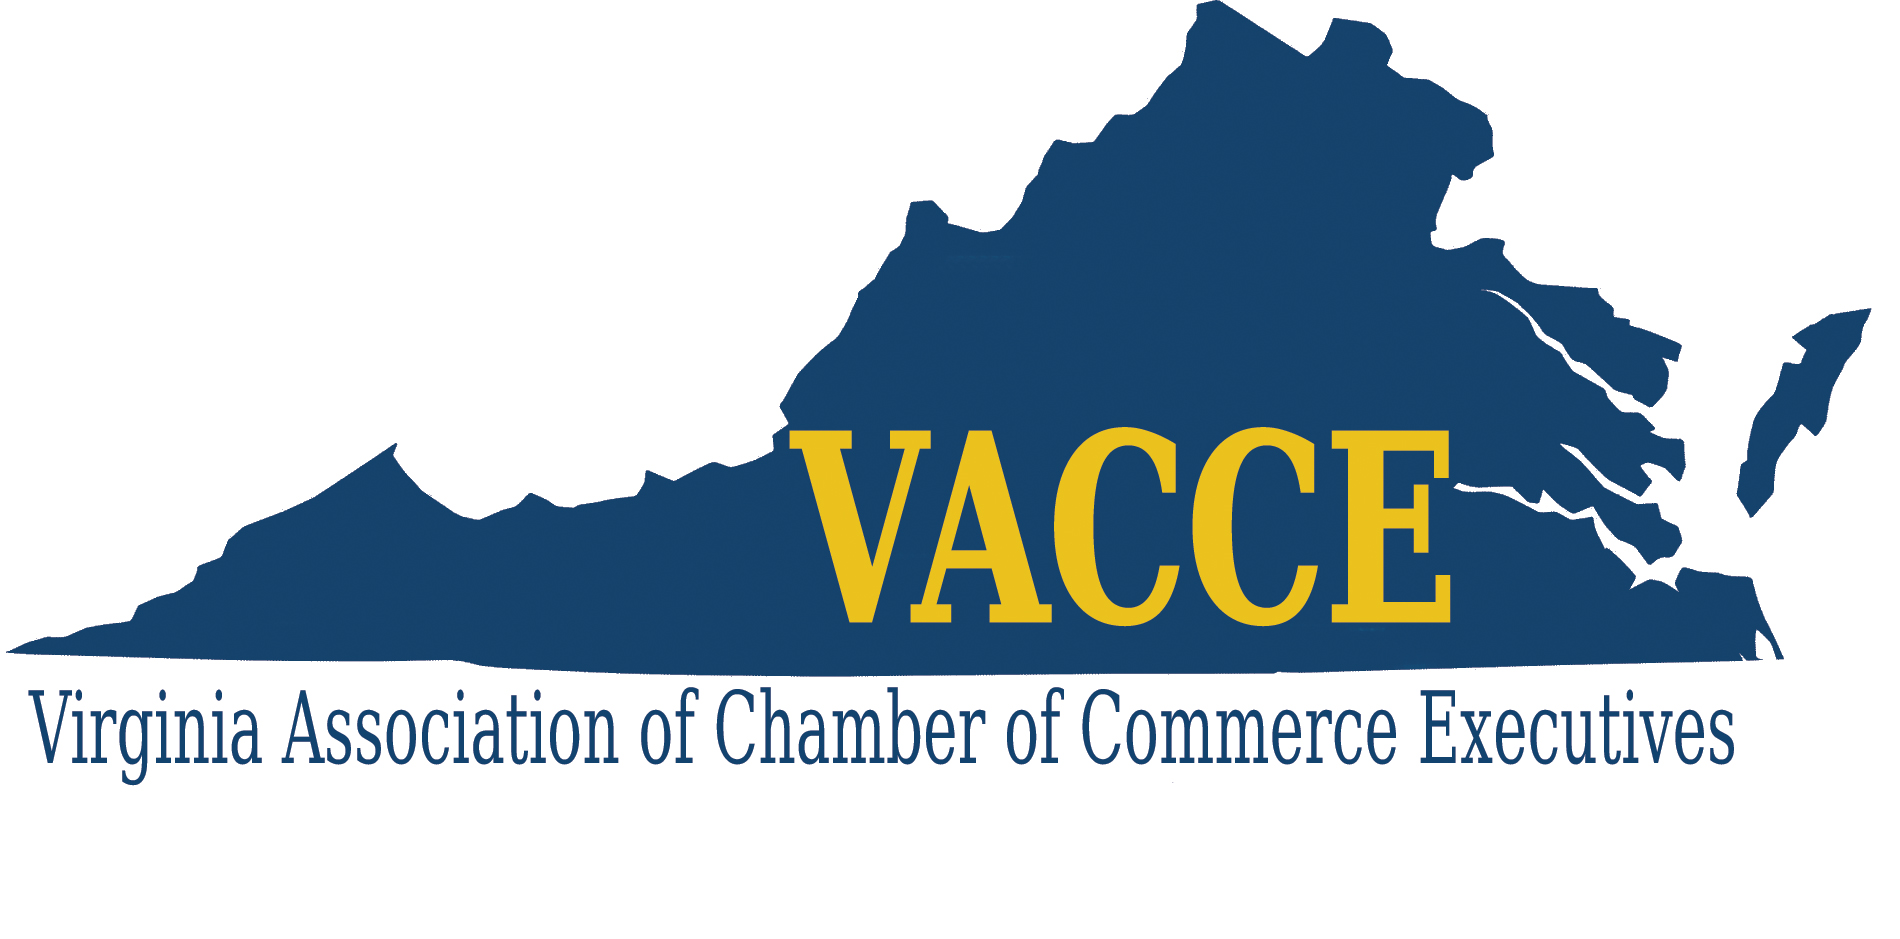 VACCE
Virginia Association of Chamber of Commerce Executives